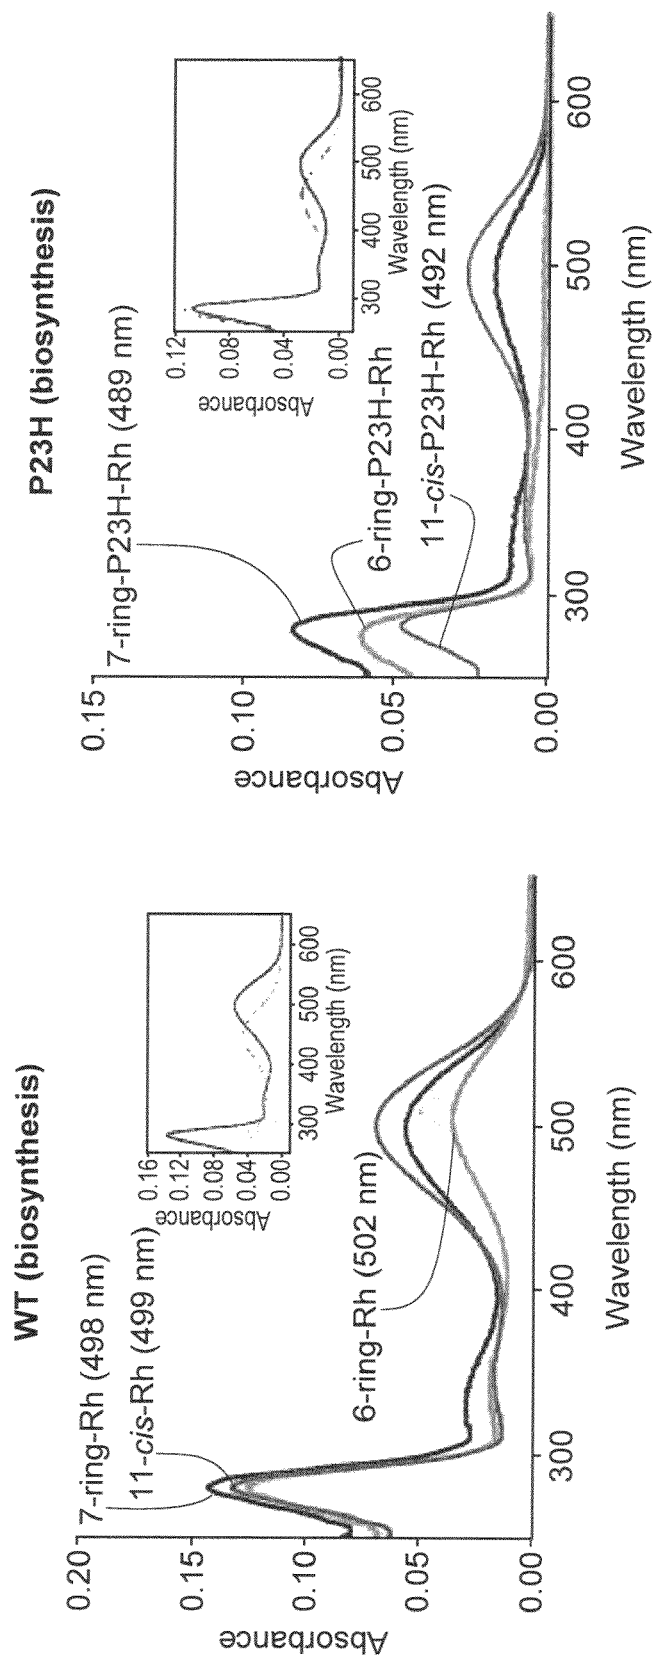 WT (biosynthesis)
7-ring-Rh (498 nm)
11-cis-Rh (499 nm)
6-ring-Rh (502 nm)
Absorbance
0.20
0.15
0.10
0.05
0.00
300
400
500
600
Wavelength (nm)
Absorbance
0.16
0.12
0.08
0.04
0.00
300
400
500
600
Wavelength (nm)
P23H (biosynthesis)
7-ring-P23H-Rh (489 nm)
6-ring-P23H-Rh
11-cis-P23H-Rh (492 nm)
Absorbance
0.15
0.10
0.05
0.00
300
400
500
600
Wavelength (nm)
Absorbance
0.12
0.08
0.04
0.00
300
400
500
600
Wavelength (nm)